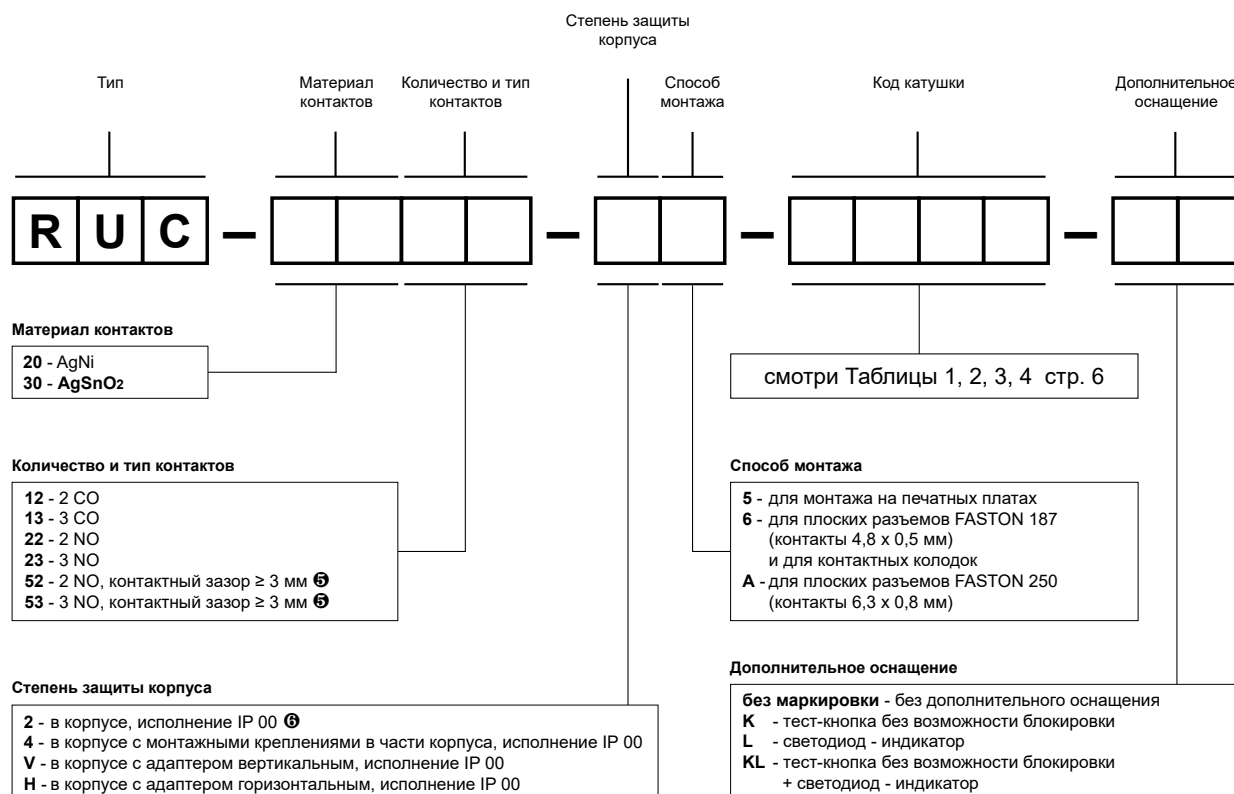 Степень защиты
корпуса
Тип
Материал
контактов
Количество и тип
контактов
Способ
монтажа
Код катушки
Дополнительное
оснащение
R U C – – – –
Материал контактов
20 - AgNi
30 - AgSnO2
смотри Таблицы 1, 2, 3, 4 стр. 6
Количество и тип контактов
12 - 2 CO
13 - 3 CO
22 - 2 NO
23 - 3 NO
52 - 2 NO, контактный зазор ≥ 3 мм ❺
53 - 3 NO, контактный зазор ≥ 3 мм ❺
Способ монтажа
5 - для монтажа на печатных платах
6 - для плоских разъемов FASTON 187
(контакты 4,8 x 0,5 мм)
и для контактных колодок
A - для плоских разъемов FASTON 250
(контакты 6,3 x 0,8 мм)
Степень защиты корпуса
2 - в корпусе, исполнение IP 00 ❻
4 - в корпусе с монтажными креплениями в части корпуса, исполнение IP 00
V - в корпусе с адаптером вертикальным, исполнение IP 00
H - в корпусе с адаптером горизонтальным, исполнение IP 00
Дополнительное оснащение
без маркировки - без дополнительного оснащения
K - тест-кнопка без возможности блокировки
L - светодиод - индикатор
KL - тест-кнопка без возможности блокировки
+ светодиод - индикатор